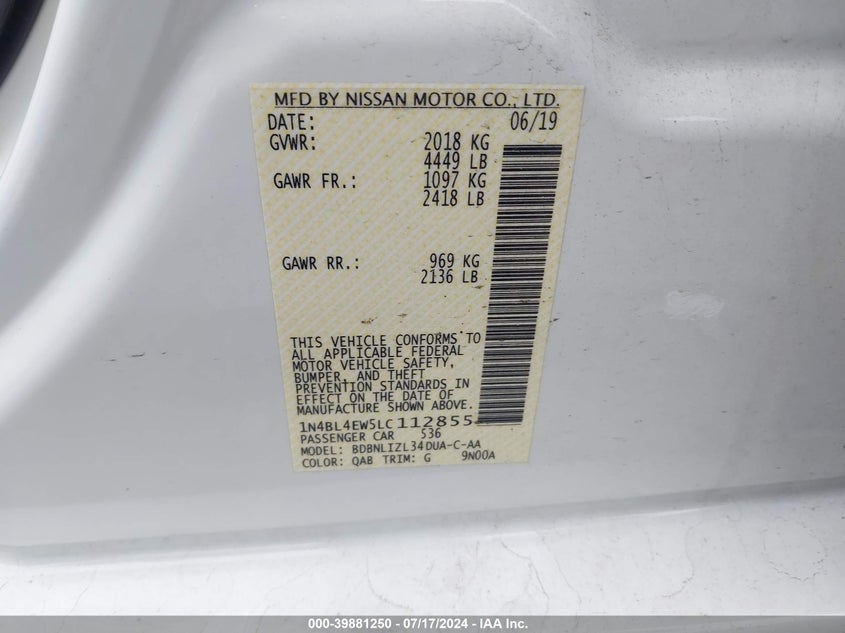 MFD BY NISSAN MOTOR CO., LTD.
DATE: 06/19
GVWR: 2018 KG
4449 LB
GAWR FR.: 1097 KG
2418 LB
GAWR RR.: 969 KG
2136 LB
THIS VEHICLE CONFORMS TO
ALL APPLICABLE FEDERAL
MOTOR VEHICLE SAFETY,
BUMPER, AND THEFT
PREVENTION STANDARDS IN
EFFECT ON THE DATE OF
MANUFACTURE SHOWN ABOVE.
1N4BL4EW5LC112855
PASSENGER CAR 536
MODEL: BDBNLIZL34DUA-C-AA
COLOR: QAB TRIM: G 9N00A
000-39881250 - 07/17/2024 - IAA Inc.